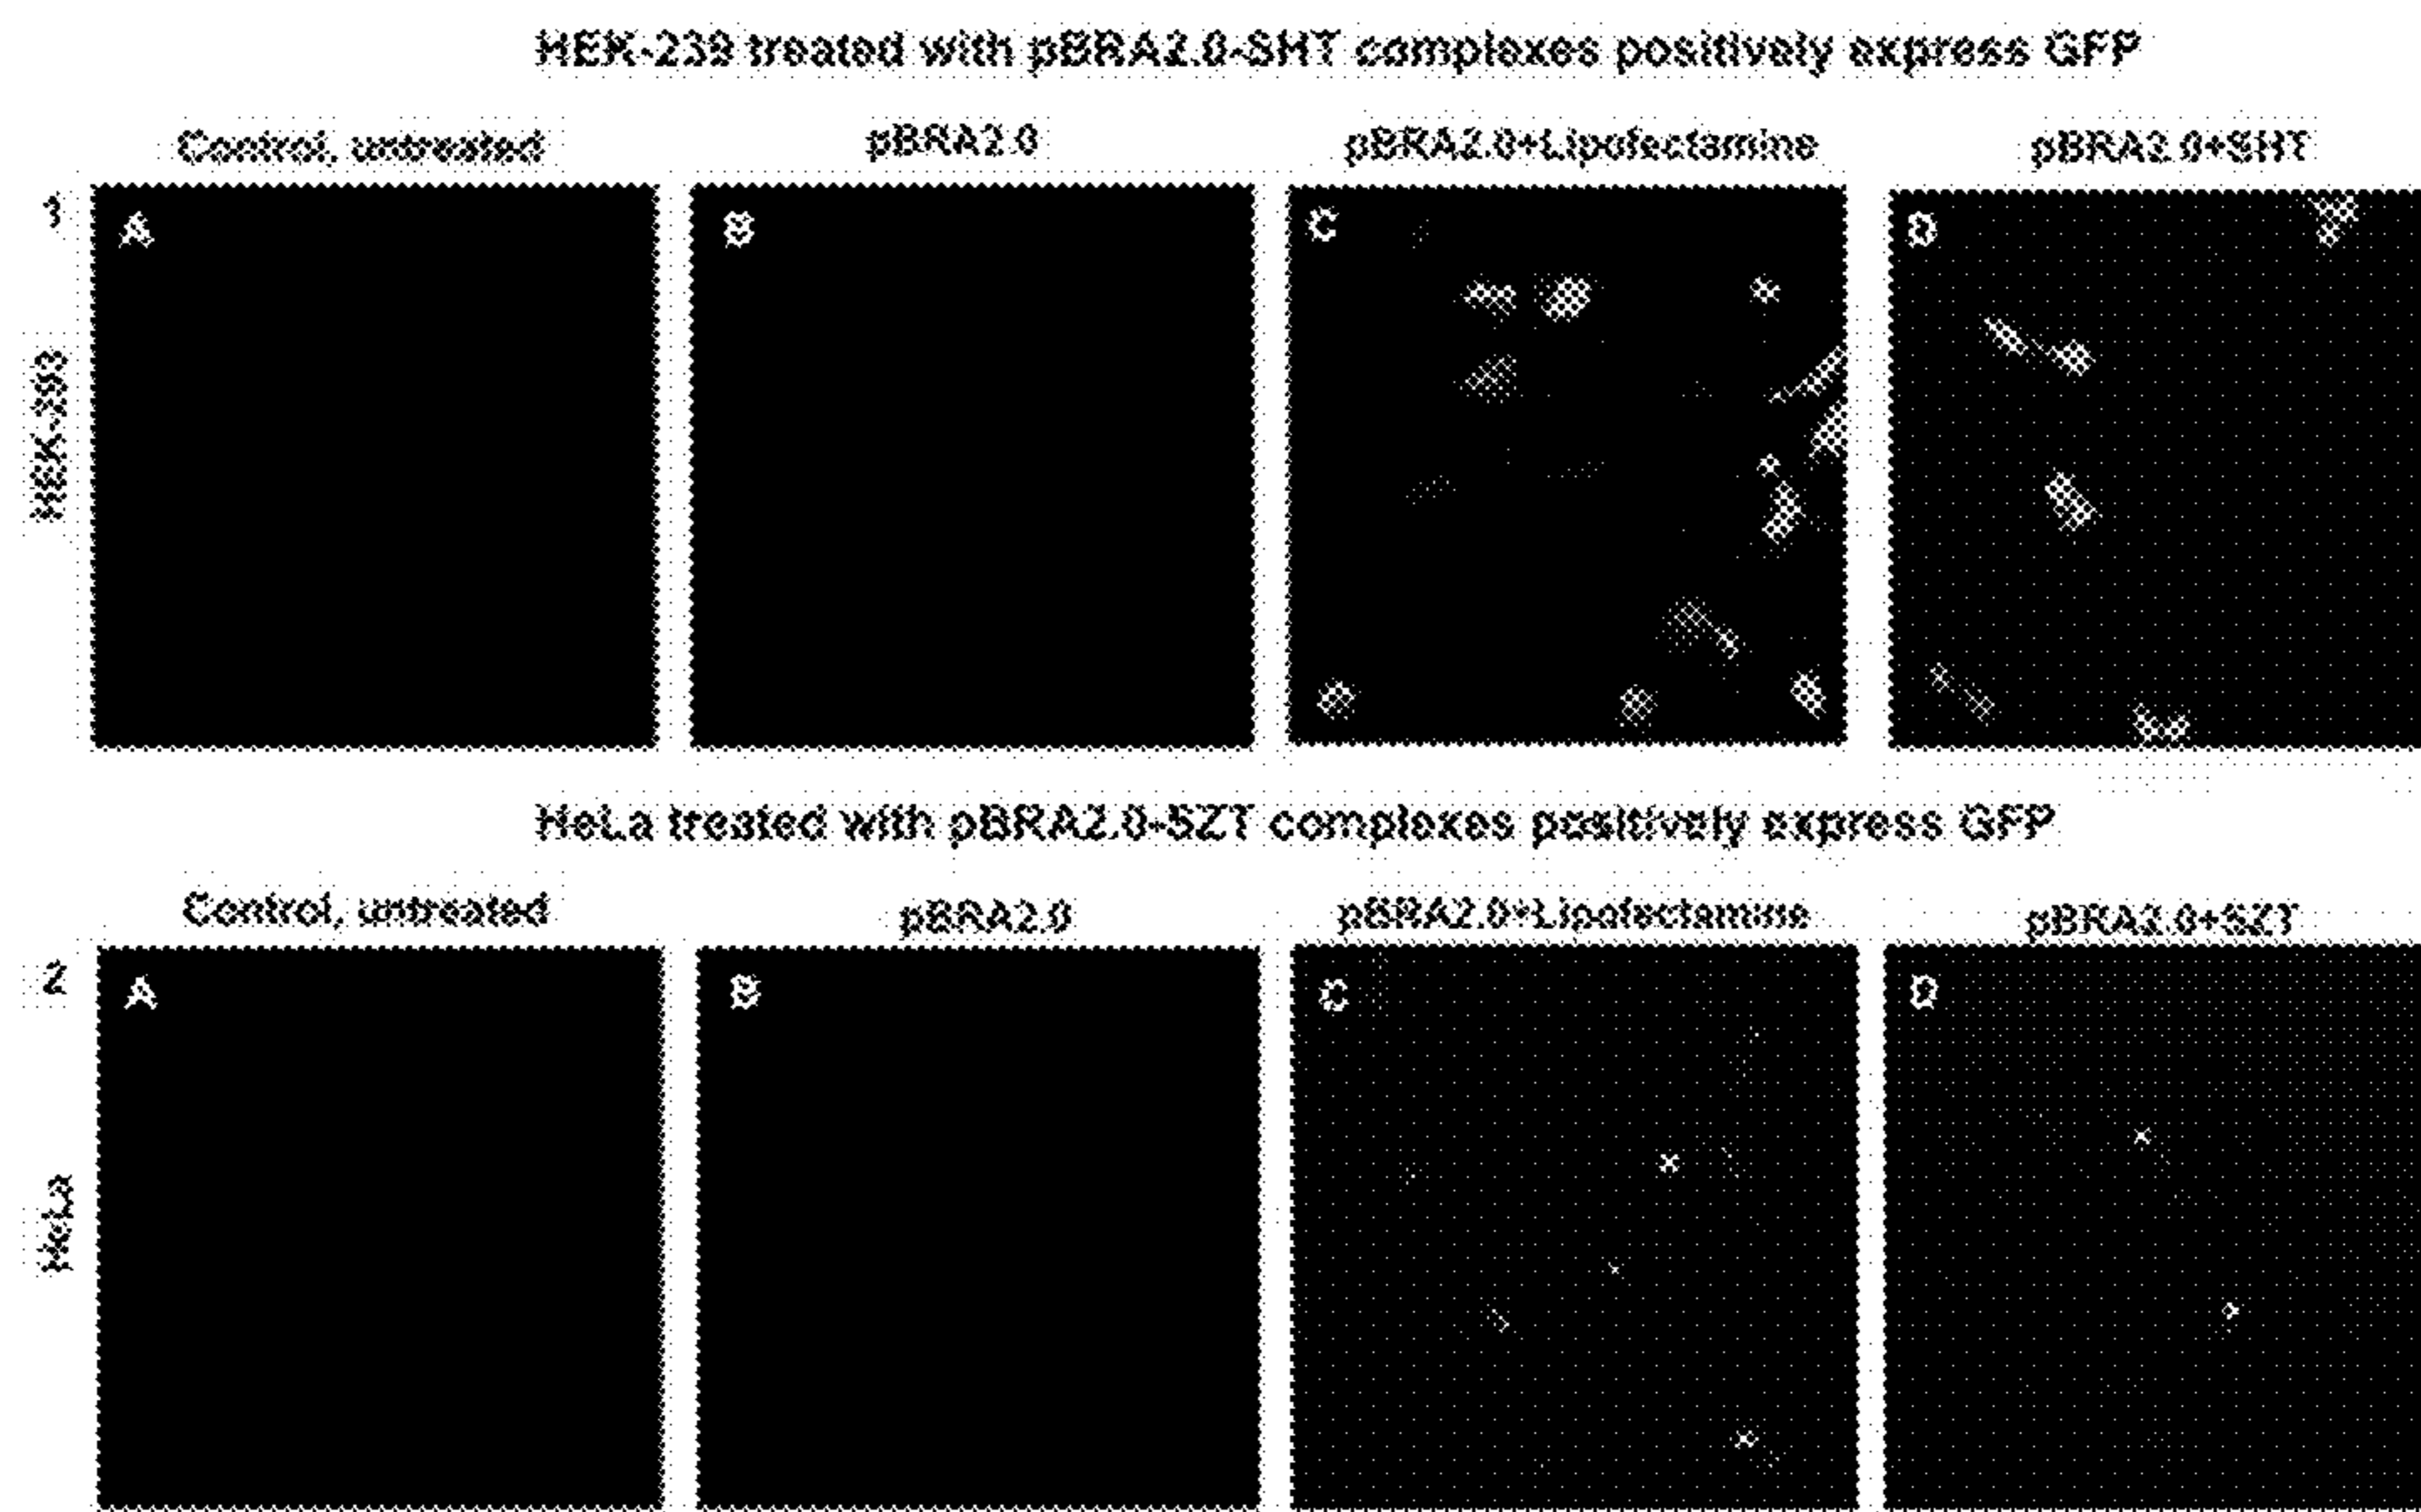 HEK-239 treated with pBRA2.0-SHT complexes positively express GFP
Control, untreated
pBRA2.0
pBRA2.0+Lipofectamine
pBRA2.0+SHT
1
A
B
C
D
HEK-293
HeLa treated with pBRA2.0-SZT complexes positively express GFP
Control, untreated
pBRA2.0
pBRA2.0+Lipofectamine
pBRA2.0+SZT
2
A
B
C
D
HeLa